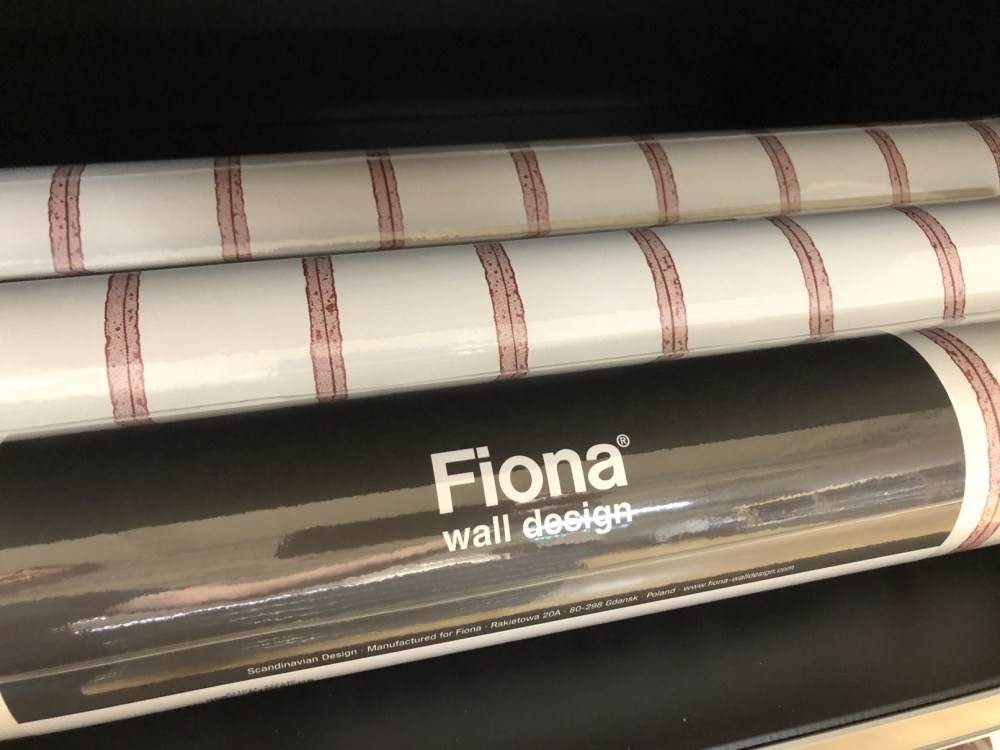 Fiona®
wall design
Scandinavian Design · Manufactured for Fiona · Rakietowa 20A · 80-298 Gdansk · Poland · www.fiona-walldesign.com